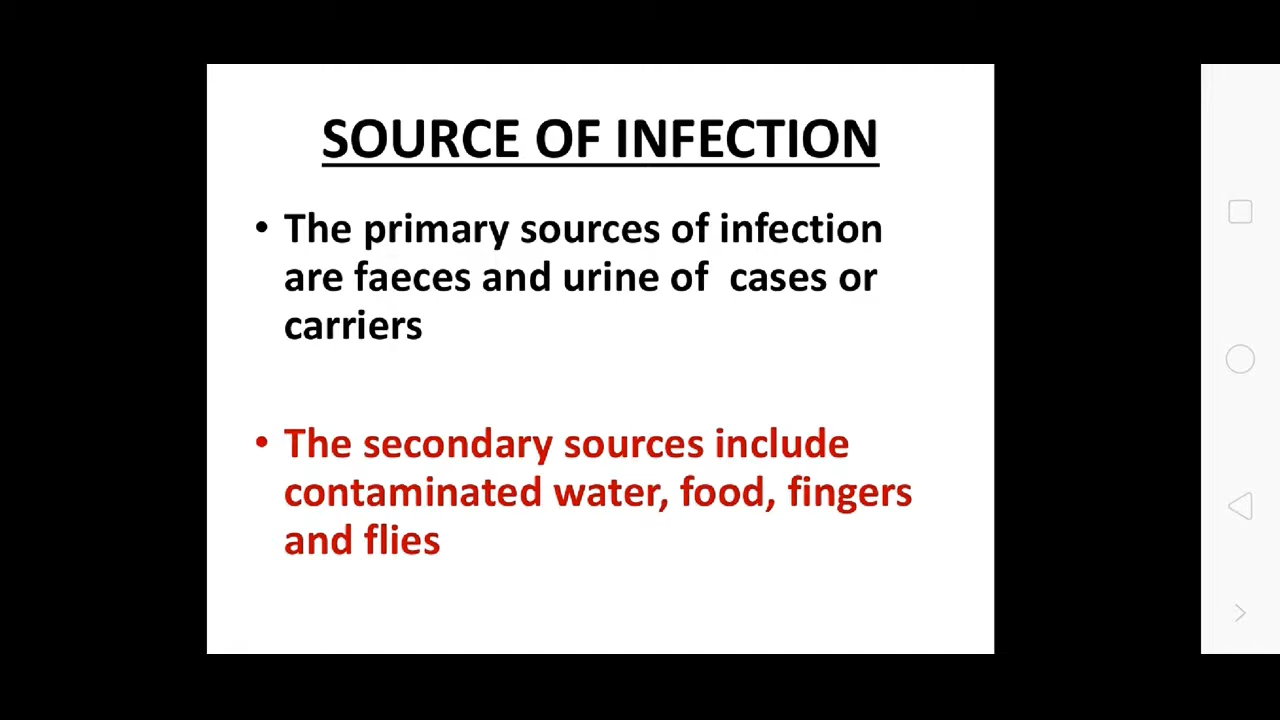 SOURCE OF INFECTION
• The primary sources of infection
are faeces and urine of cases or
carriers
• The secondary sources include
contaminated water, food, fingers
and flies